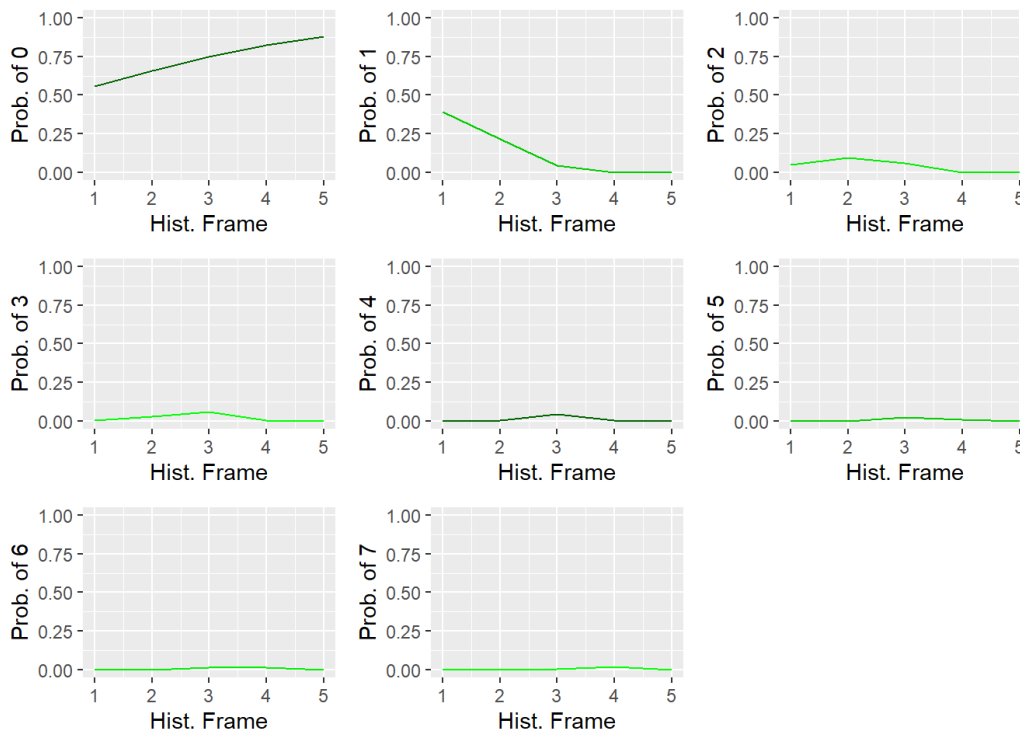 Prob. of 0
1.00
0.75
0.50
0.25
0.00
1 2 3 4 5
Hist. Frame
Prob. of 1
1.00
0.75
0.50
0.25
0.00
1 2 3 4 5
Hist. Frame
Prob. of 2
1.00
0.75
0.50
0.25
0.00
1 2 3 4 5
Hist. Frame
Prob. of 3
1.00
0.75
0.50
0.25
0.00
1 2 3 4 5
Hist. Frame
Prob. of 4
1.00
0.75
0.50
0.25
0.00
1 2 3 4 5
Hist. Frame
Prob. of 5
1.00
0.75
0.50
0.25
0.00
1 2 3 4 5
Hist. Frame
Prob. of 6
1.00
0.75
0.50
0.25
0.00
1 2 3 4 5
Hist. Frame
Prob. of 7
1.00
0.75
0.50
0.25
0.00
1 2 3 4 5
Hist. Frame